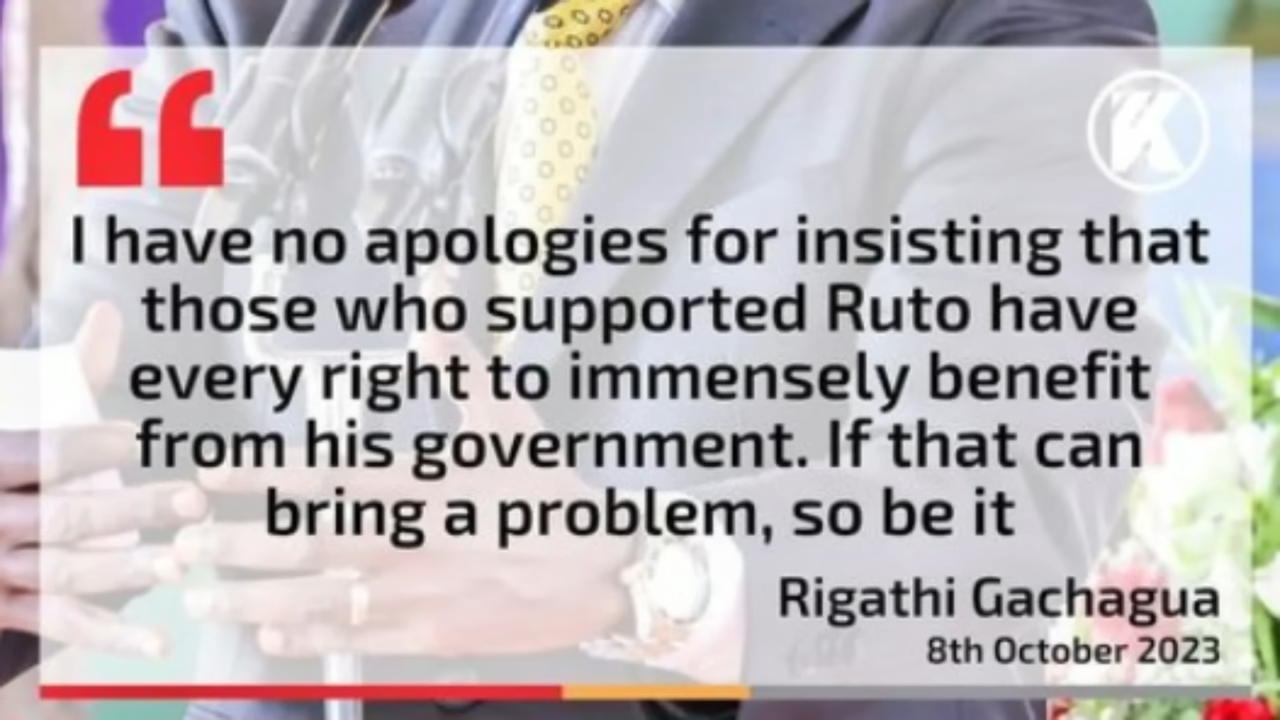 I have no apologies for insisting that
those who supported Ruto have
every right to immensely benefit
from his government. If that can
bring a problem, so be it
Rigathi Gachagua
8th October 2023
K